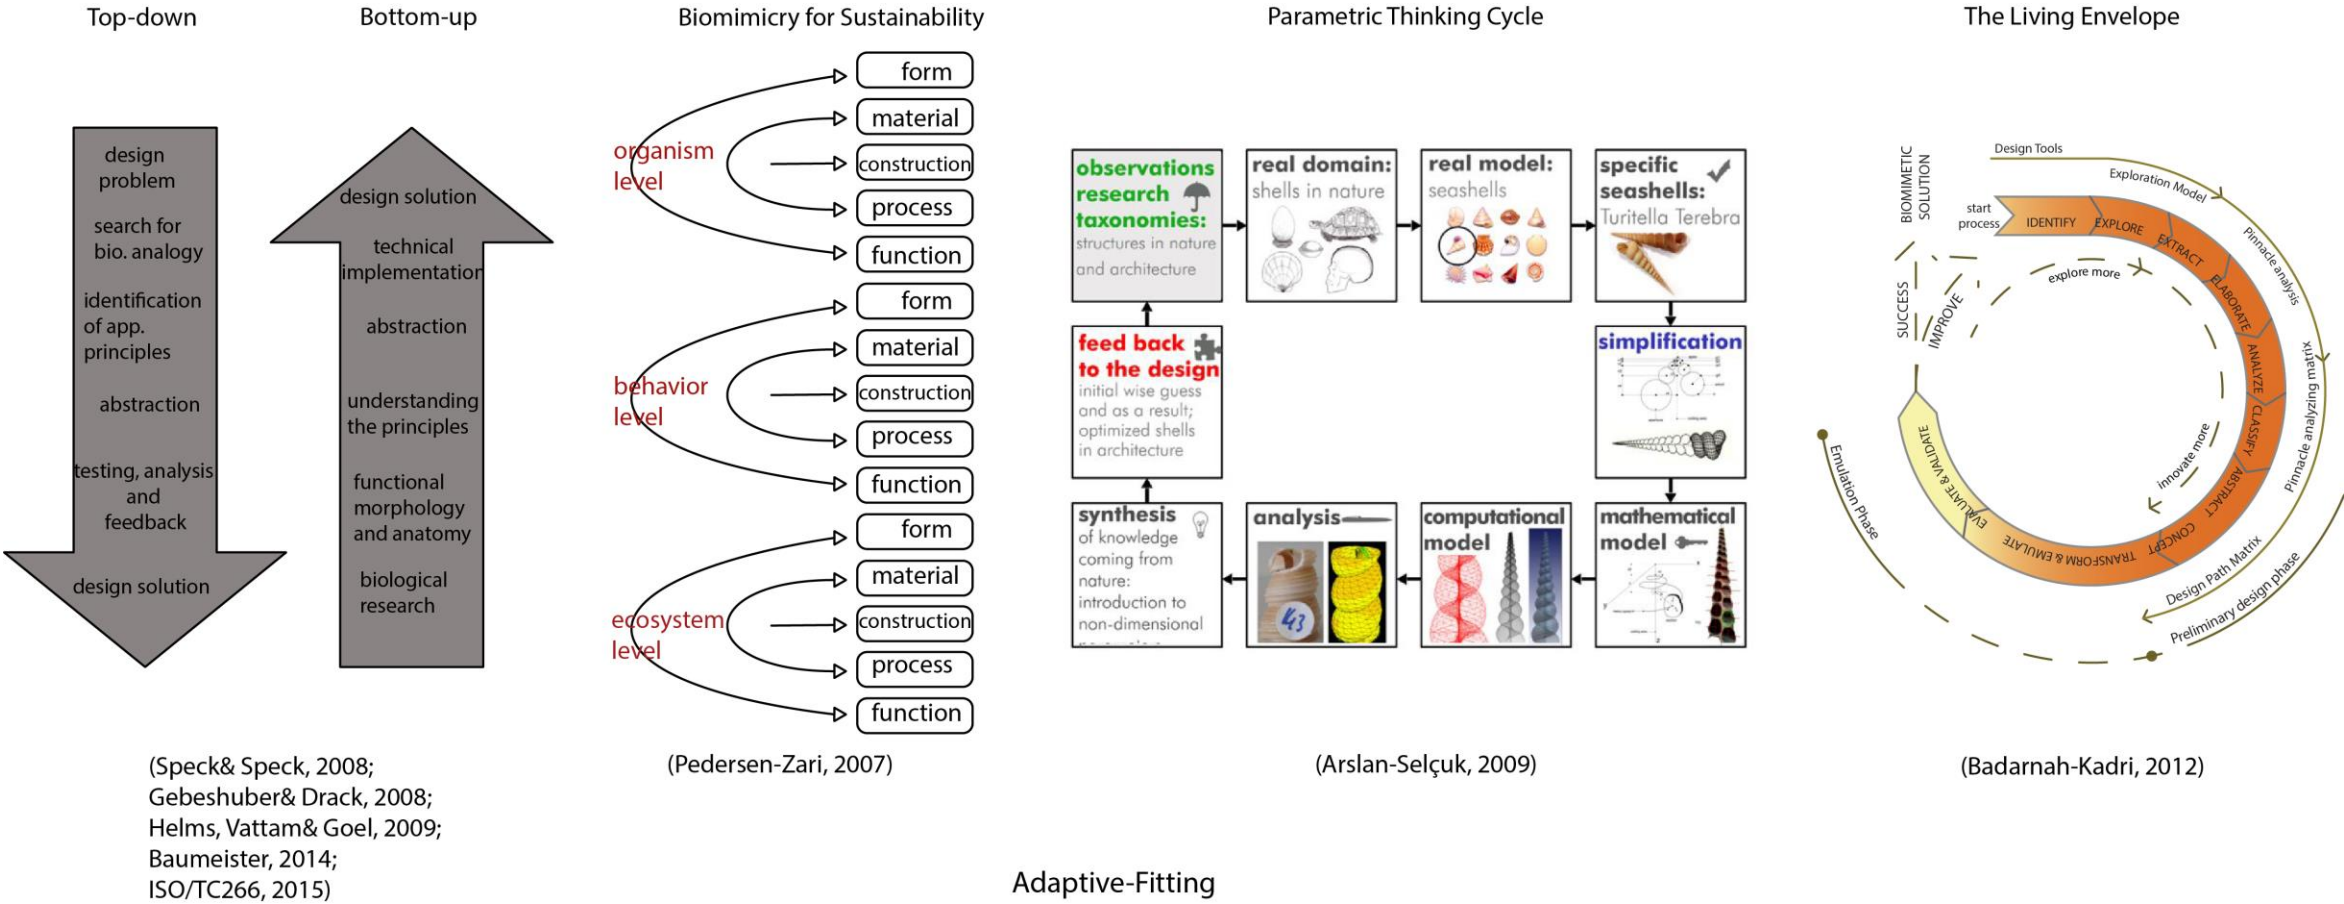 Top-down
design
problem
search for
bio. analogy
identification
of app.
principles
abstraction
testing, analysis
and
feedback
design solution
Bottom-up
design solution
technical
implementation
abstraction
understanding
the principles
functional
morphology
and anatomy
biological
research
(Speck& Speck, 2008;
Gebeshuber& Drack, 2008;
Helms, Vattam& Goel, 2009;
Baumeister, 2014;
ISO/TC266, 2015)
Biomimicry for Sustainability
organism
level
form
material
construction
process
function
behavior
level
form
material
construction
process
function
ecosystem
level
form
material
construction
process
function
(Pedersen-Zari, 2007)
Parametric Thinking Cycle
observations
research
taxonomies:
structures in nature
and architecture
real domain:
shells in nature
real model:
seashells
specific
seashells:
Turitella Terebra
simplification
mathematical
model
computational
model
analysis
43
synthesis
of knowledge
coming from
nature:
introduction to
non-dimensional
feed back
to the design
initial wise guess
and as a result;
optimized shells
in architecture
(Arslan-Selçuk, 2009)
The Living Envelope
BIOMIMETIC
SOLUTION
SUCCESS
IMPROVE
start
process
Design Tools
Exploration Model
Pinnacle analysis
Pinnacle analyzing matrix
Design Path Matrix
Preliminary design phase
Emulation Phase
IDENTIFY
EXPLORE
EXTRACT
ELABORATE
ANALYZE
CLASSIFY
ABSTRACT
CONCEPT
TRANSFORM & EMULATE
EVALUATE & VALIDATE
explore more
innovate more
(Badarnah-Kadri, 2012)
Adaptive-Fitting